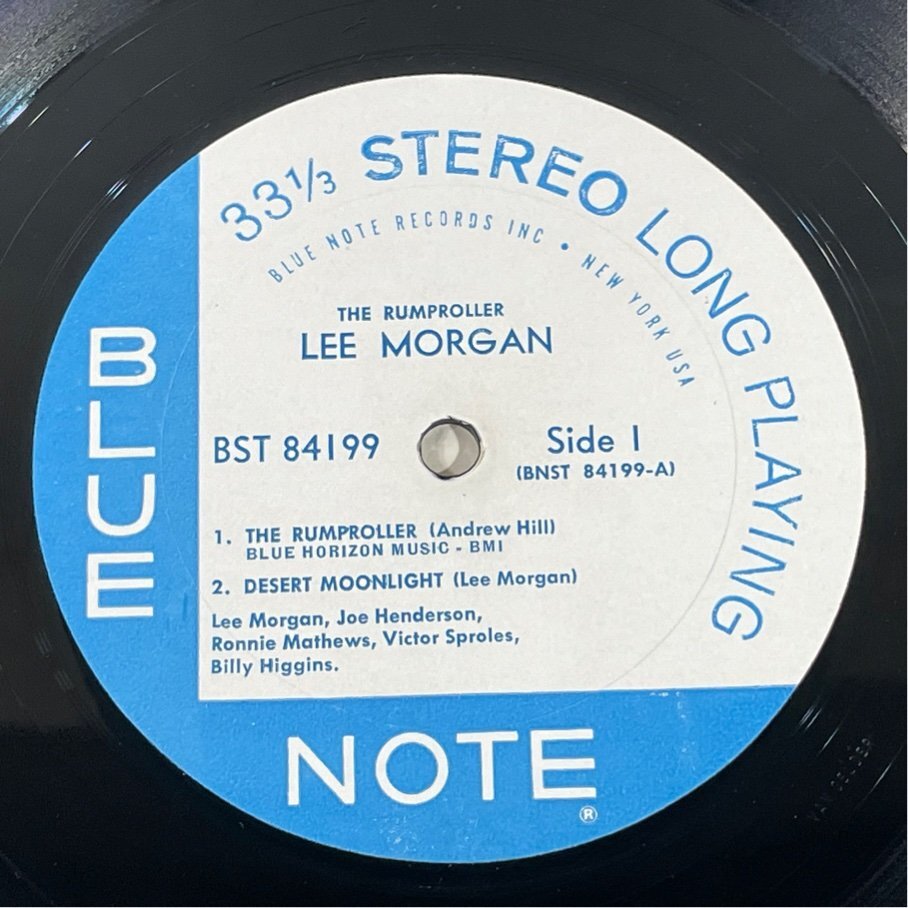 33⅓ STEREO LONG PLAYING
BLUE NOTE RECORDS INC • NEW YORK USA
THE RUMPROLLER
LEE MORGAN
BST 84199
Side 1
(BNST 84199-A)
1. THE RUMPROLLER (Andrew Hill)
BLUE HORIZON MUSIC - BMI
2. DESERT MOONLIGHT (Lee Morgan)
Lee Morgan, Joe Henderson,
Ronnie Mathews, Victor Sproles,
Billy Higgins.
BLUE
NOTE
®